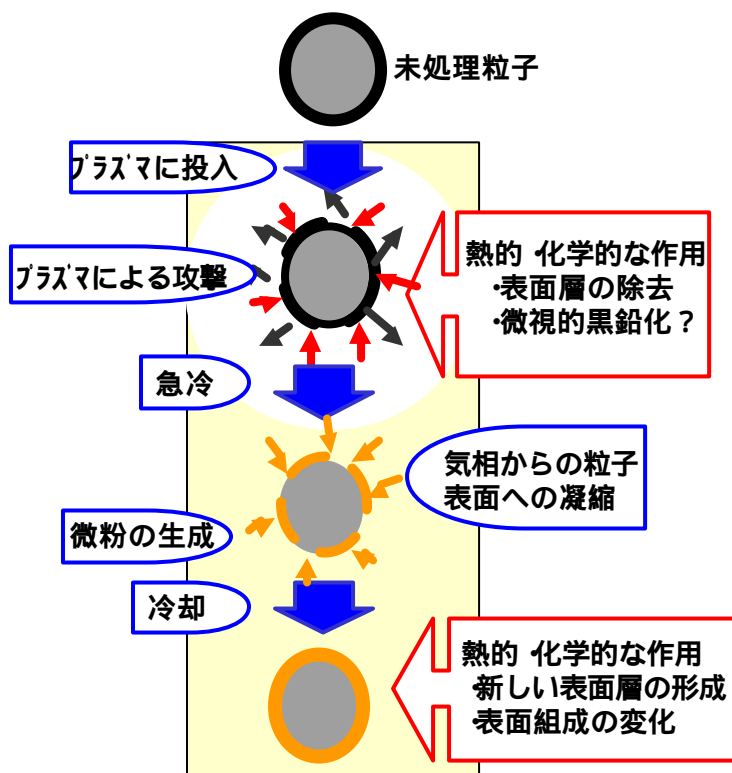 未処理粒子
プラズマに投入
プラズマによる攻撃
熱的 化学的な作用
・表面層の除去
・微視的黒鉛化？
急冷
気相からの粒子
表面への凝縮
微粉の生成
冷却
熱的 化学的な作用
・新しい表面層の形成
・表面組成の変化